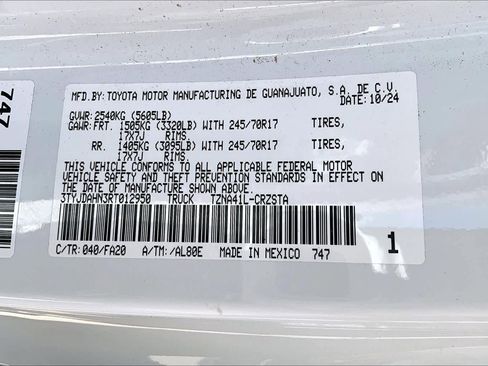 MFD.BY:TOYOTA MOTOR MANUFACTURING DE GUANAJUATO, S.A. DE C.V.
DATE: 10/24
GVWR:2540KG (5605LB)
GAWR:FRT. 1505KG (3320LB) WITH 245/70R17 TIRES,
17X7J RIMS.
RR. 1405KG (3095LB) WITH 245/70R17 TIRES,
17X7J RIMS.
THIS VEHICLE CONFORMS TO ALL APPLICABLE FEDERAL MOTOR
VEHICLE SAFETY AND THEFT PREVENTION STANDARDS IN EFFECT
ON THE DATE OF MANUFACTURE SHOWN ABOVE.
3TYJDAHN3RT012950 TRUCK TZNA41L-CRZSTA
C/TR:040/FA20 A/TM:/AL80E MADE IN MEXICO 747
1
747